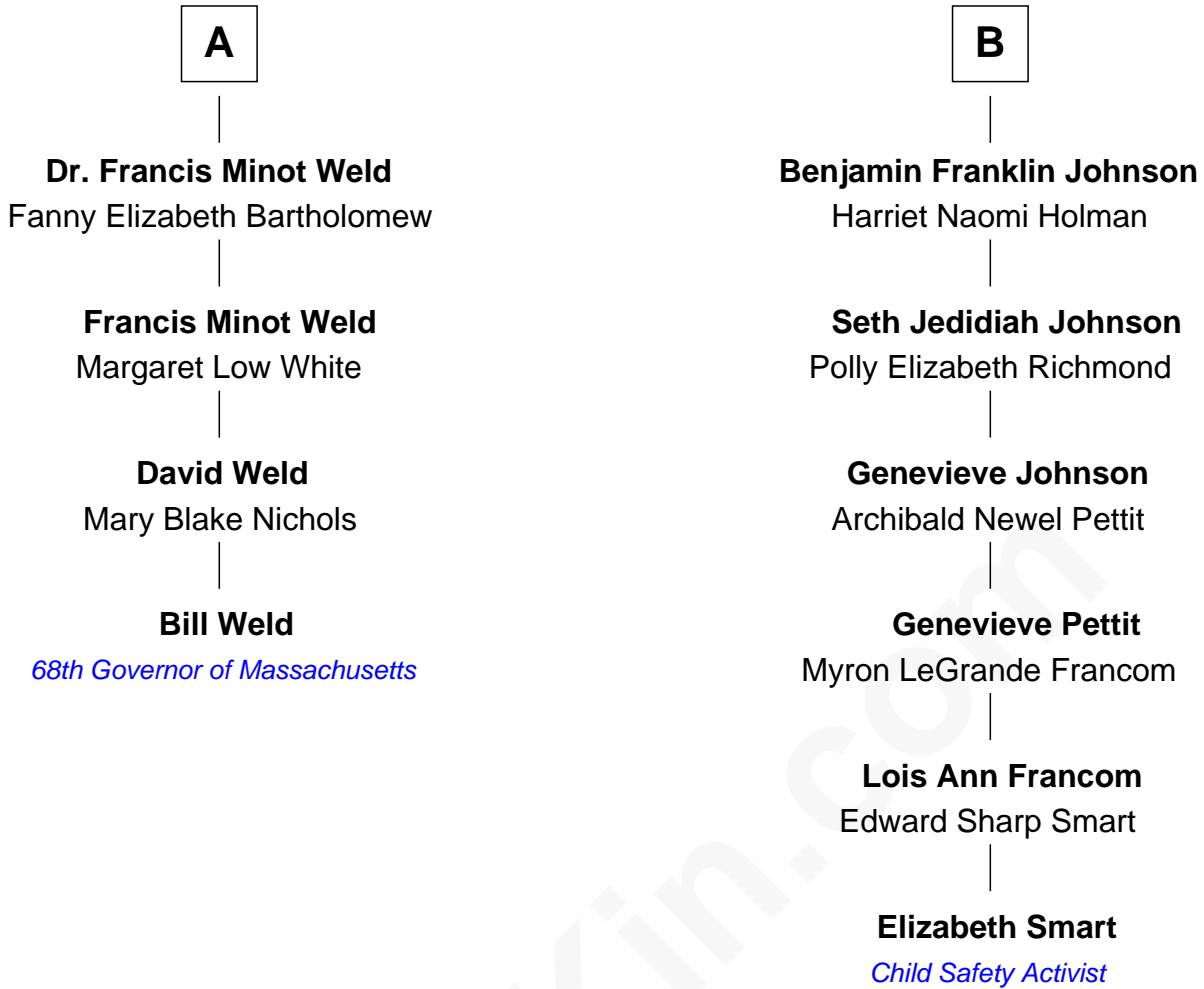 A
Dr. Francis Minot Weld
Fanny Elizabeth Bartholomew
Francis Minot Weld
Margaret Low White
David Weld
Mary Blake Nichols
Bill Weld
68th Governor of Massachusetts
B
Benjamin Franklin Johnson
Harriet Naomi Holman
Seth Jedidiah Johnson
Polly Elizabeth Richmond
Genevieve Johnson
Archibald Newel Pettit
Genevieve Pettit
Myron LeGrande Francom
Lois Ann Francom
Edward Sharp Smart
Elizabeth Smart
Child Safety Activist
Kin.com